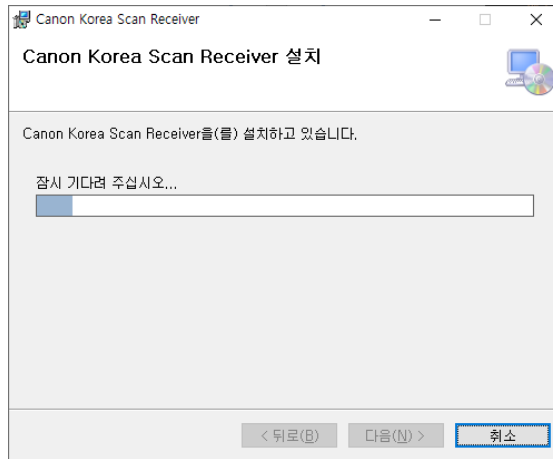 Canon Korea Scan Receiver
Canon Korea Scan Receiver 설치
Canon Korea Scan Receiver을(를) 설치하고 있습니다.
잠시 기다려 주십시오...
< 뒤로(B) 다음(N) > 취소